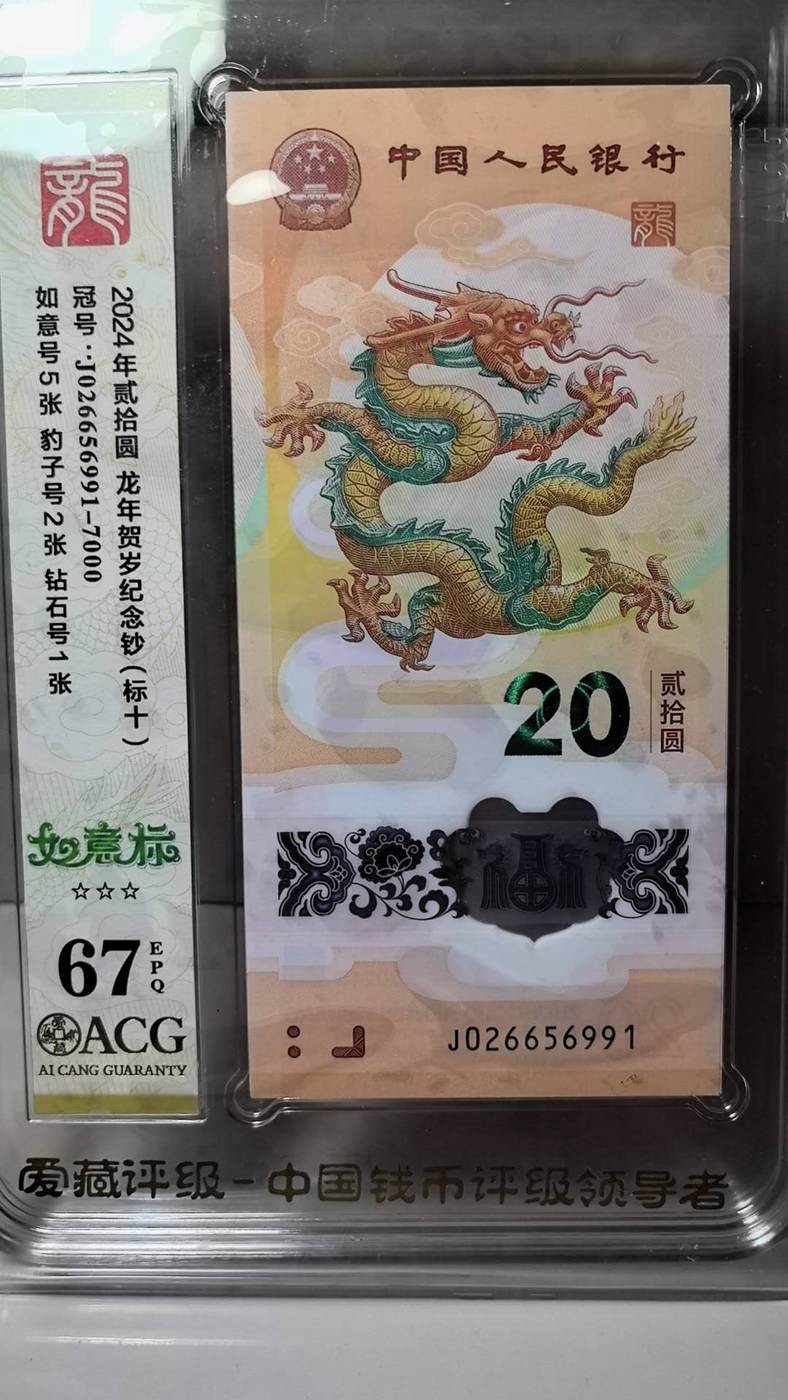 龍
2024年贰拾圆 龙年贺岁纪念钞(标十)
冠号:J026656991-7000
如意号5张 豹子号2张 钻石号1张
如意标
☆☆☆
67 EPQ
ACG
AI CANG GUARANTY
中国人民银行
龍
20
贰拾圆
福
J026656991
爱藏评级-中国钱币评级领导者